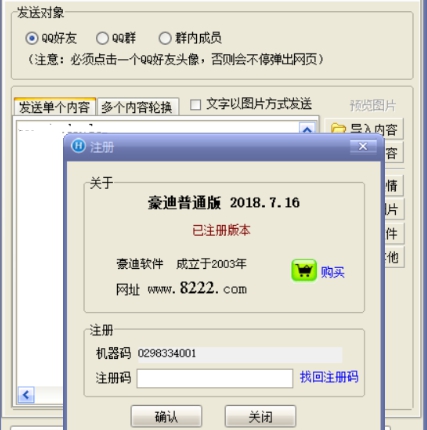 发送对象
QQ好友 QQ群 群内成员
(注意：必须点击一个QQ好友头像，否则会不停弹出网页)
发送单个内容 多个内容轮换 文字以图片方式发送 预览图片
导入内容
注册
容
关于
情
豪迪普通版 2018.7.16
片
已注册版本
件
豪迪软件 成立于2003年
购买
他
网址 www.8222.com
注册
机器码 0298334001
注册码 找回注册码
确认 关闭